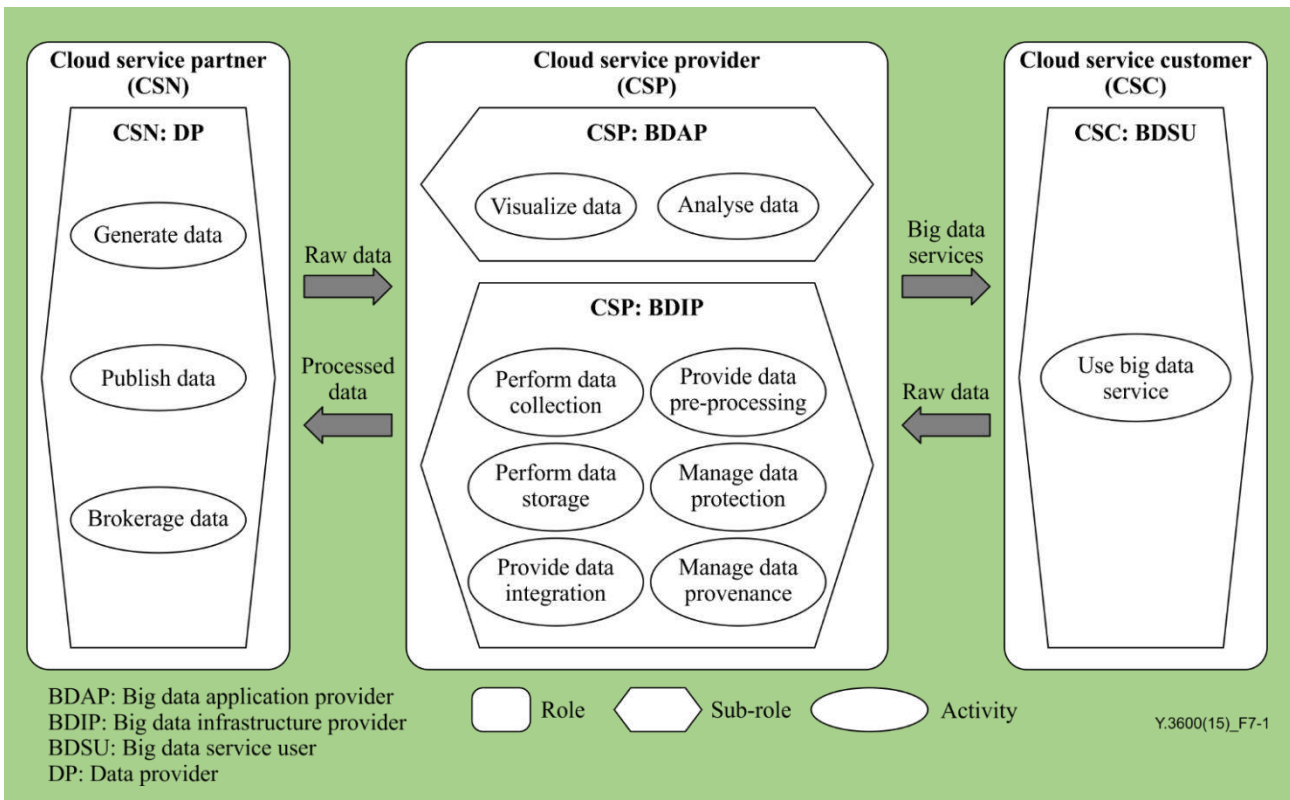 Cloud service partner
(CSN)
CSN: DP
Generate data
Publish data
Brokerage data
Raw data
Processed
data
Cloud service provider
(CSP)
CSP: BDAP
Visualize data
Analyse data
CSP: BDIP
Perform data
collection
Provide data
pre-processing
Perform data
storage
Manage data
protection
Provide data
integration
Manage data
provenance
Big data
services
Raw data
Cloud service customer
(CSC)
CSC: BDSU
Use big data
service
BDAP: Big data application provider
BDIP: Big data infrastructure provider
BDSU: Big data service user
DP: Data provider
Role
Sub-role
Activity
Y.3600(15)_F7-1